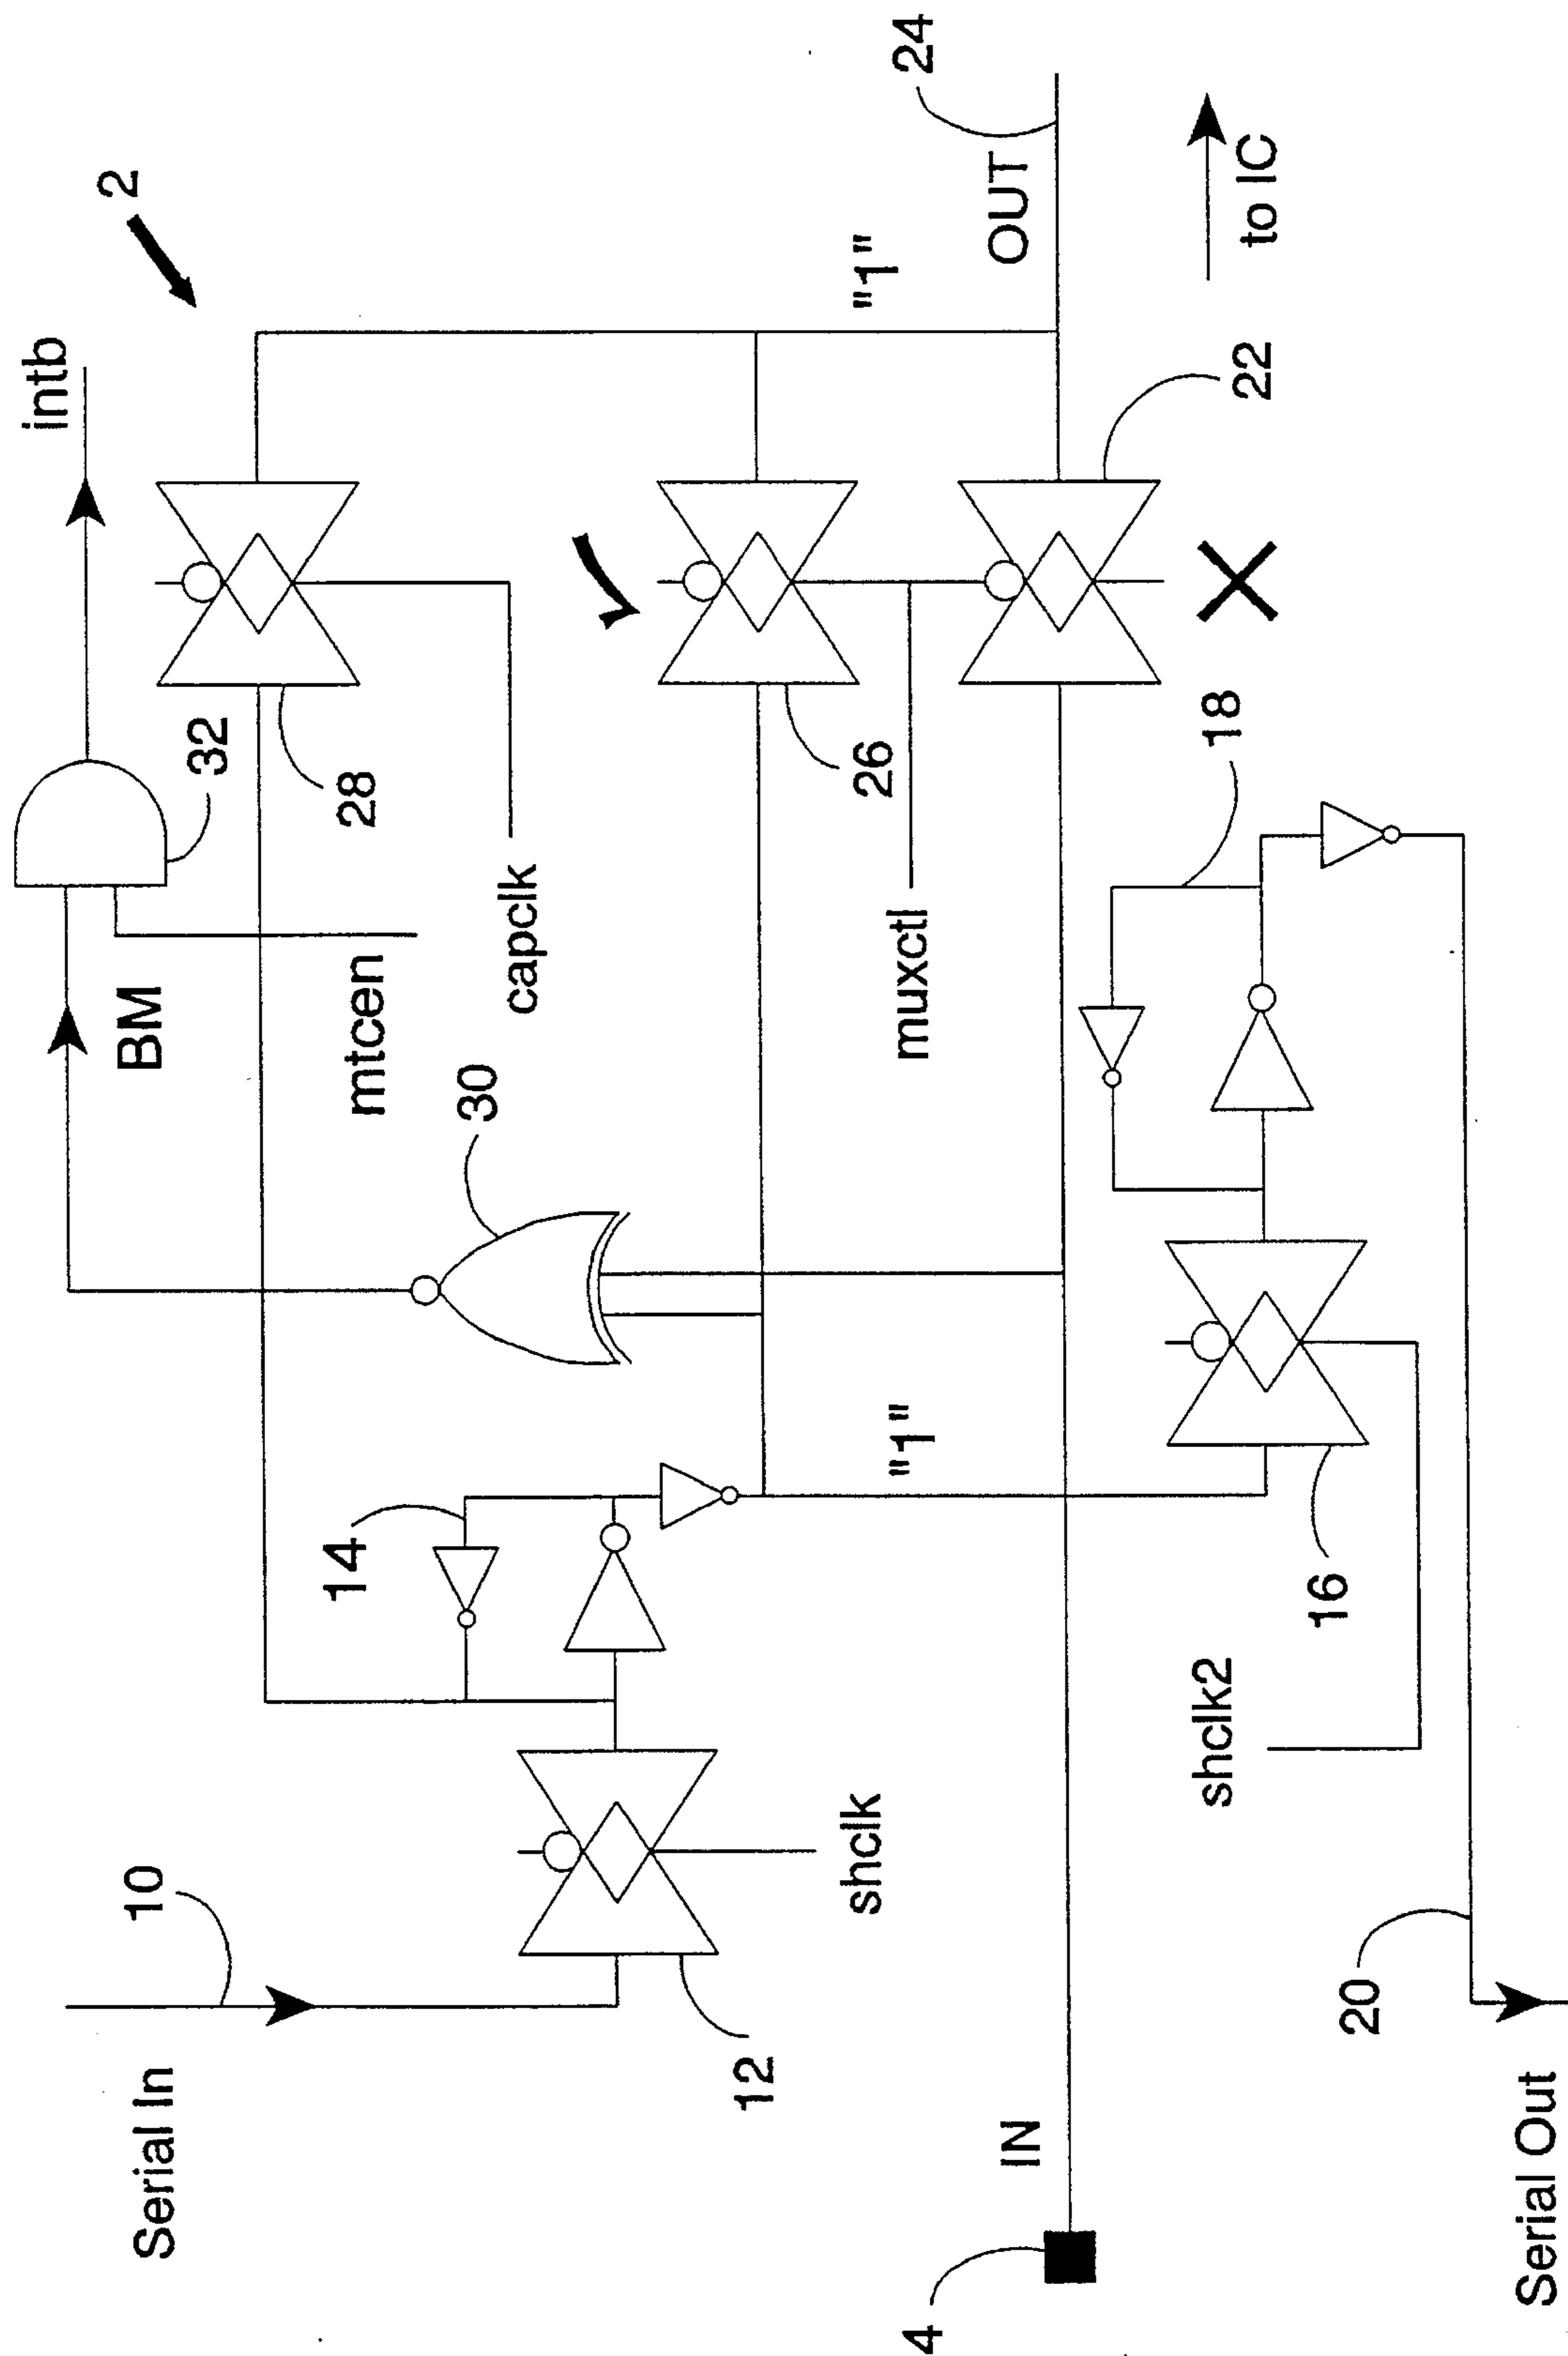 Serial In
10
12
shclk
14
30
BM
mtcen
32
intb
2
28
capclk
26
muxctl
"1"
OUT
24
to IC
22
"1"
IN
4
shclk2
16
18
20
Serial Out